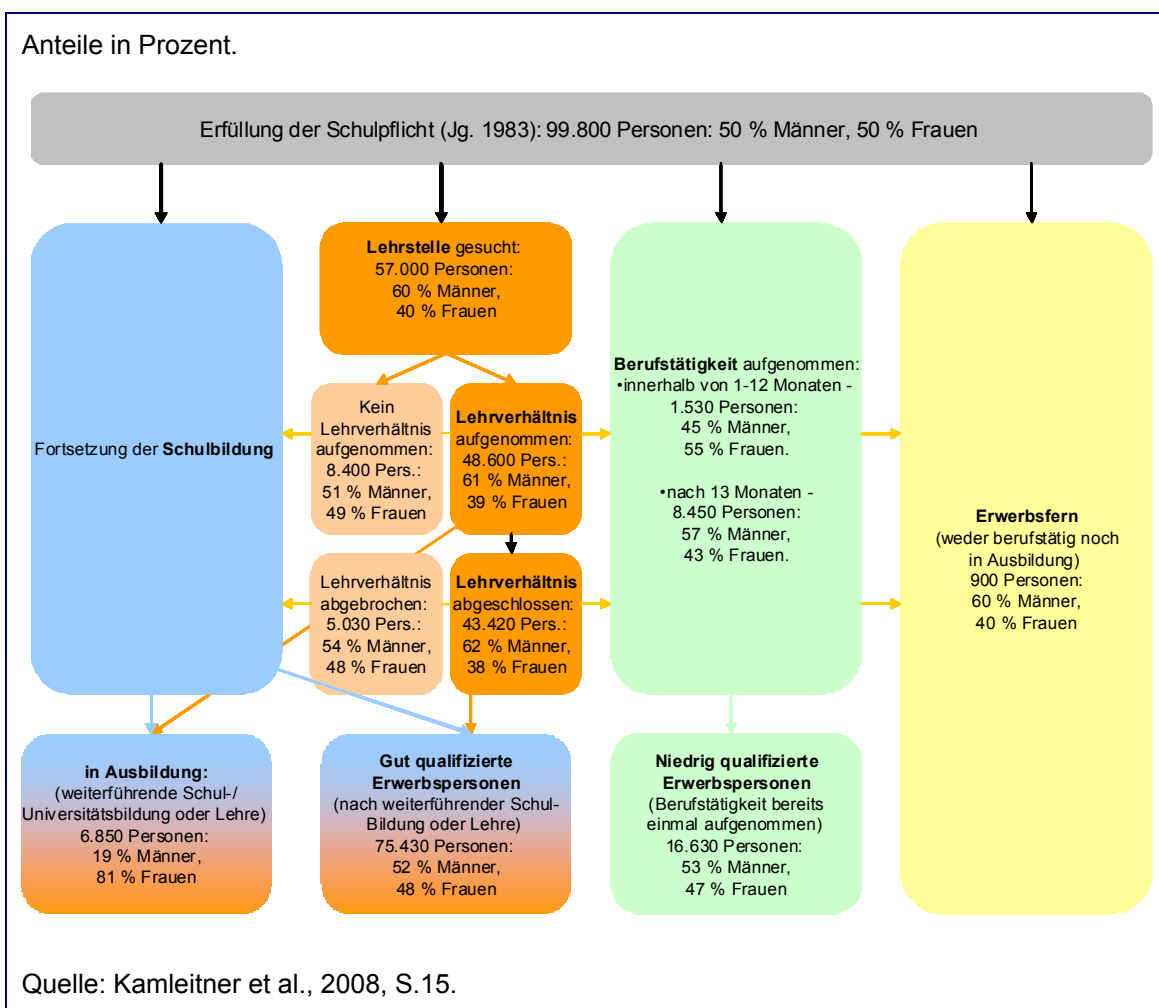 Anteile in Prozent.
Erfüllung der Schulpflicht (Jg. 1983): 99.800 Personen: 50 % Männer, 50 % Frauen
Fortsetzung der Schulbildung
Lehrstelle gesucht:
57.000 Personen:
60 % Männer,
40 % Frauen
Kein
Lehrverhältnis
aufgenommen:
8.400 Pers.:
51 % Männer,
49 % Frauen
Lehrverhältnis
aufgenommen:
48.600 Pers.:
61 % Männer,
39 % Frauen
Lehrverhältnis
abgebrochen:
5.030 Pers.:
54 % Männer,
48 % Frauen
Lehrverhältnis
abgeschlossen:
43.420 Pers.:
62 % Männer,
38 % Frauen
Berufstätigkeit aufgenommen:
•innerhalb von 1-12 Monaten -
1.530 Personen:
45 % Männer,
55 % Frauen.
•nach 13 Monaten -
8.450 Personen:
57 % Männer,
43 % Frauen.
Erwerbsfern
(weder berufstätig noch
in Ausbildung)
900 Personen:
60 % Männer,
40 % Frauen
in Ausbildung:
(weiterführende Schul-/
Universitätsbildung oder Lehre)
6.850 Personen:
19 % Männer,
81 % Frauen
Gut qualifizierte
Erwerbspersonen
(nach weiterführender Schul-
Bildung oder Lehre)
75.430 Personen:
52 % Männer,
48 % Frauen
Niedrig qualifizierte
Erwerbspersonen
(Berufstätigkeit bereits
einmal aufgenommen)
16.630 Personen:
53 % Männer,
47 % Frauen
Quelle: Kamleitner et al., 2008, S.15.